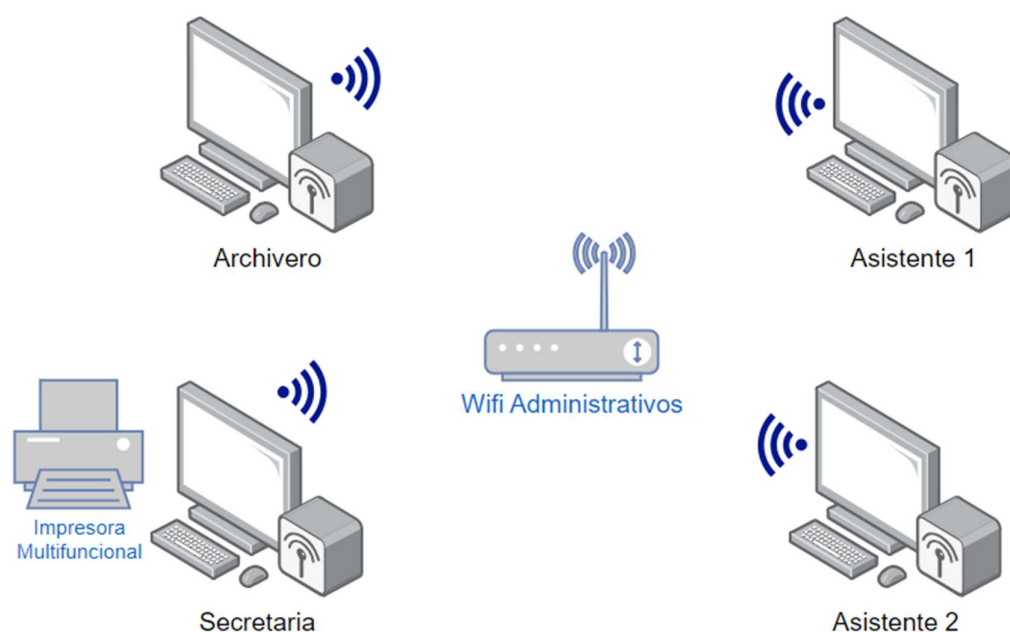 Archivero
Asistente 1
Wifi Administrativos
Impresora
Multifuncional
Secretaria
Asistente 2